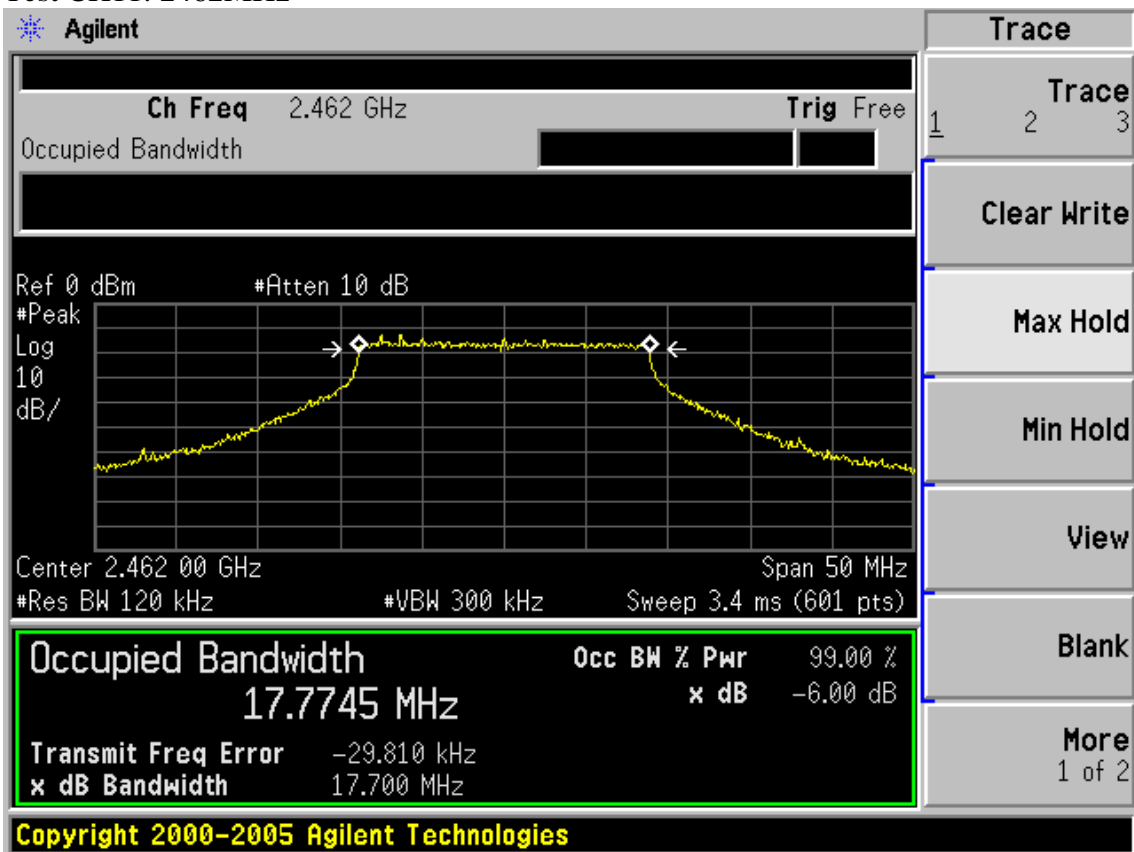 Agilent
Trace
Ch Freq 2.462 GHz Trig Free
Occupied Bandwidth
Trace
1 2 3
Clear Write
Max Hold
Min Hold
View
Blank
More
1 of 2
Ref 0 dBm #Atten 10 dB
#Peak
Log
10
dB/
Center 2.462 00 GHz Span 50 MHz
#Res BW 120 kHz #VBW 300 kHz Sweep 3.4 ms (601 pts)
Occupied Bandwidth Occ BW % Pwr 99.00 %
17.7745 MHz x dB -6.00 dB
Transmit Freq Error -29.810 kHz
x dB Bandwidth 17.700 MHz
Copyright 2000-2005 Agilent Technologies